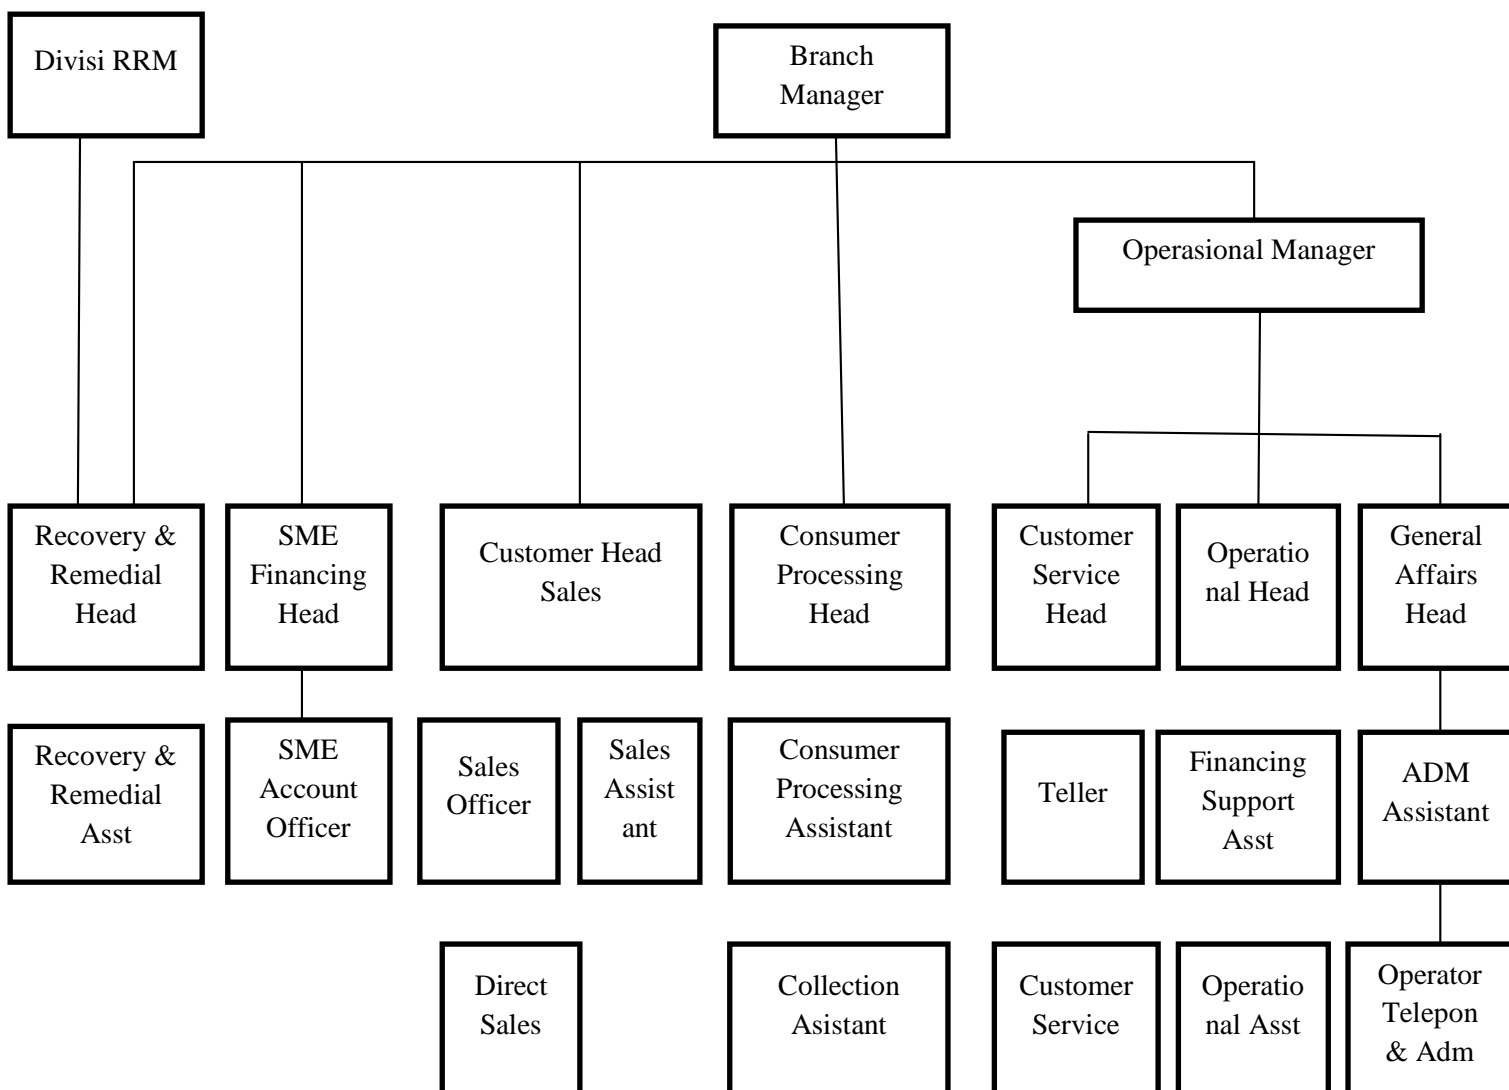 Divisi RRM
Branch
Manager
Operasional Manager
Recovery &
Remedial
Head
SME
Financing
Head
Customer Head
Sales
Consumer
Processing
Head
Customer
Service
Head
Operatio
nal Head
General
Affairs
Head
Recovery &
Remedial
Asst
SME
Account
Officer
Sales
Officer
Sales
Assist
ant
Consumer
Processing
Assistant
Teller
Financing
Support
Asst
ADM
Assistant
Direct
Sales
Collection
Asistant
Customer
Service
Operatio
nal Asst
Operator
Telepon
& Adm